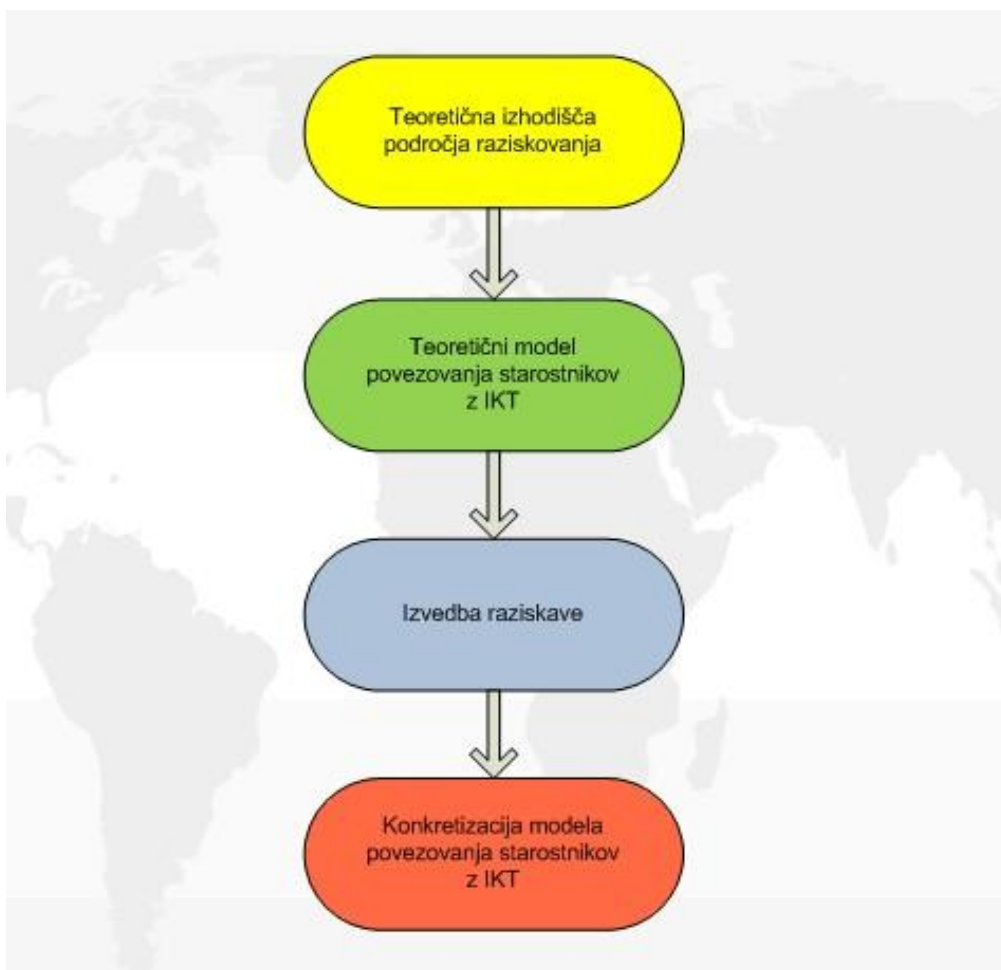 Teoretična izhodišča
področja raziskovanja
Teoretični model
povezovanja starostnikov
z IKT
Izvedba raziskave
Konkretizacija modela
povezovanja starostnikov
z IKT